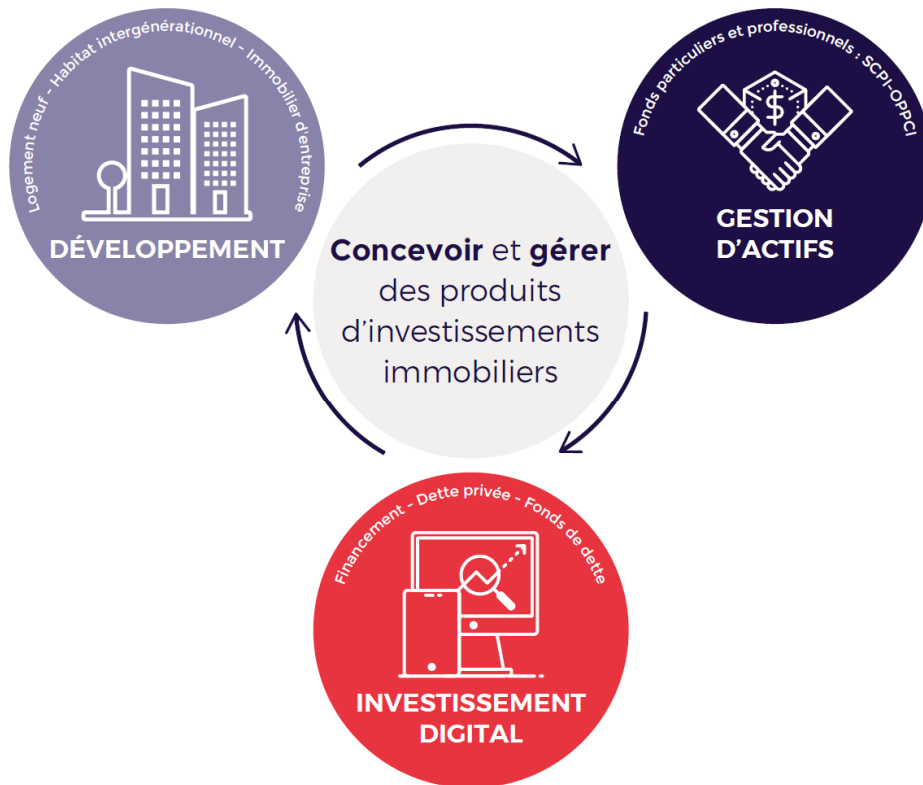 Logement neuf - Habitat intergénérationnel - Immobilier d'entreprise
DÉVELOPPEMENT
Fonds particuliers et professionnels : SCPI-OPPCI
$
GESTION
D'ACTIFS
Concevoir et gérer
des produits
d'investissements
immobiliers
Financement - Dette privée - Fonds de dette
INVESTISSEMENT
DIGITAL